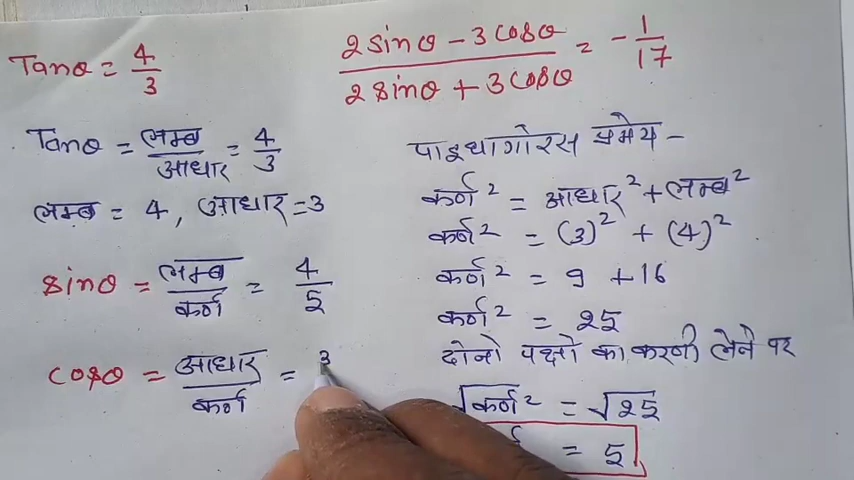 Tanθ = 4/3
(2sinθ - 3cosθ)/(2sinθ + 3cosθ) = -1/17
Tanθ = लम्ब/आधार = 4/3
लम्ब = 4, आधार = 3
sinθ = लम्ब/कर्ण = 4/5
cosθ = आधार/कर्ण = 3
पाइथागोरस प्रमेय -
कर्ण² = आधार² + लम्ब²
कर्ण² = (3)² + (4)²
कर्ण² = 9 + 16
कर्ण² = 25
दोनो पक्षो का करणी लेने पर
√कर्ण² = √25
= 5